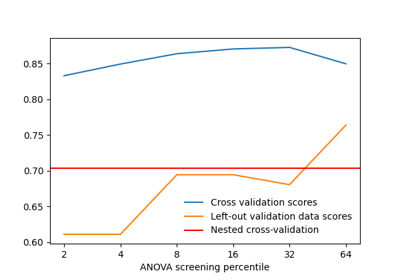 0.85
0.80
0.75
0.70
0.65
0.60
Cross validation scores
Left-out validation data scores
Nested cross-validation
2 4 8 16 32 64
ANOVA screening percentile